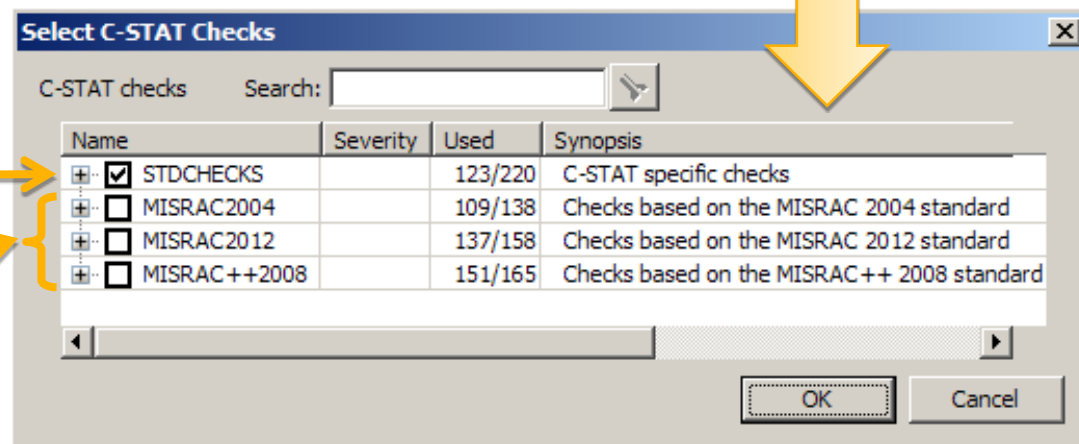 Select C-STAT Checks
C-STAT checks Search:
Name Severity Used Synopsis
STDCHECKS 123/220 C-STAT specific checks
MISRAC2004 109/138 Checks based on the MISRAC 2004 standard
MISRAC2012 137/158 Checks based on the MISRAC 2012 standard
MISRAC++2008 151/165 Checks based on the MISRAC++ 2008 standard
OK Cancel